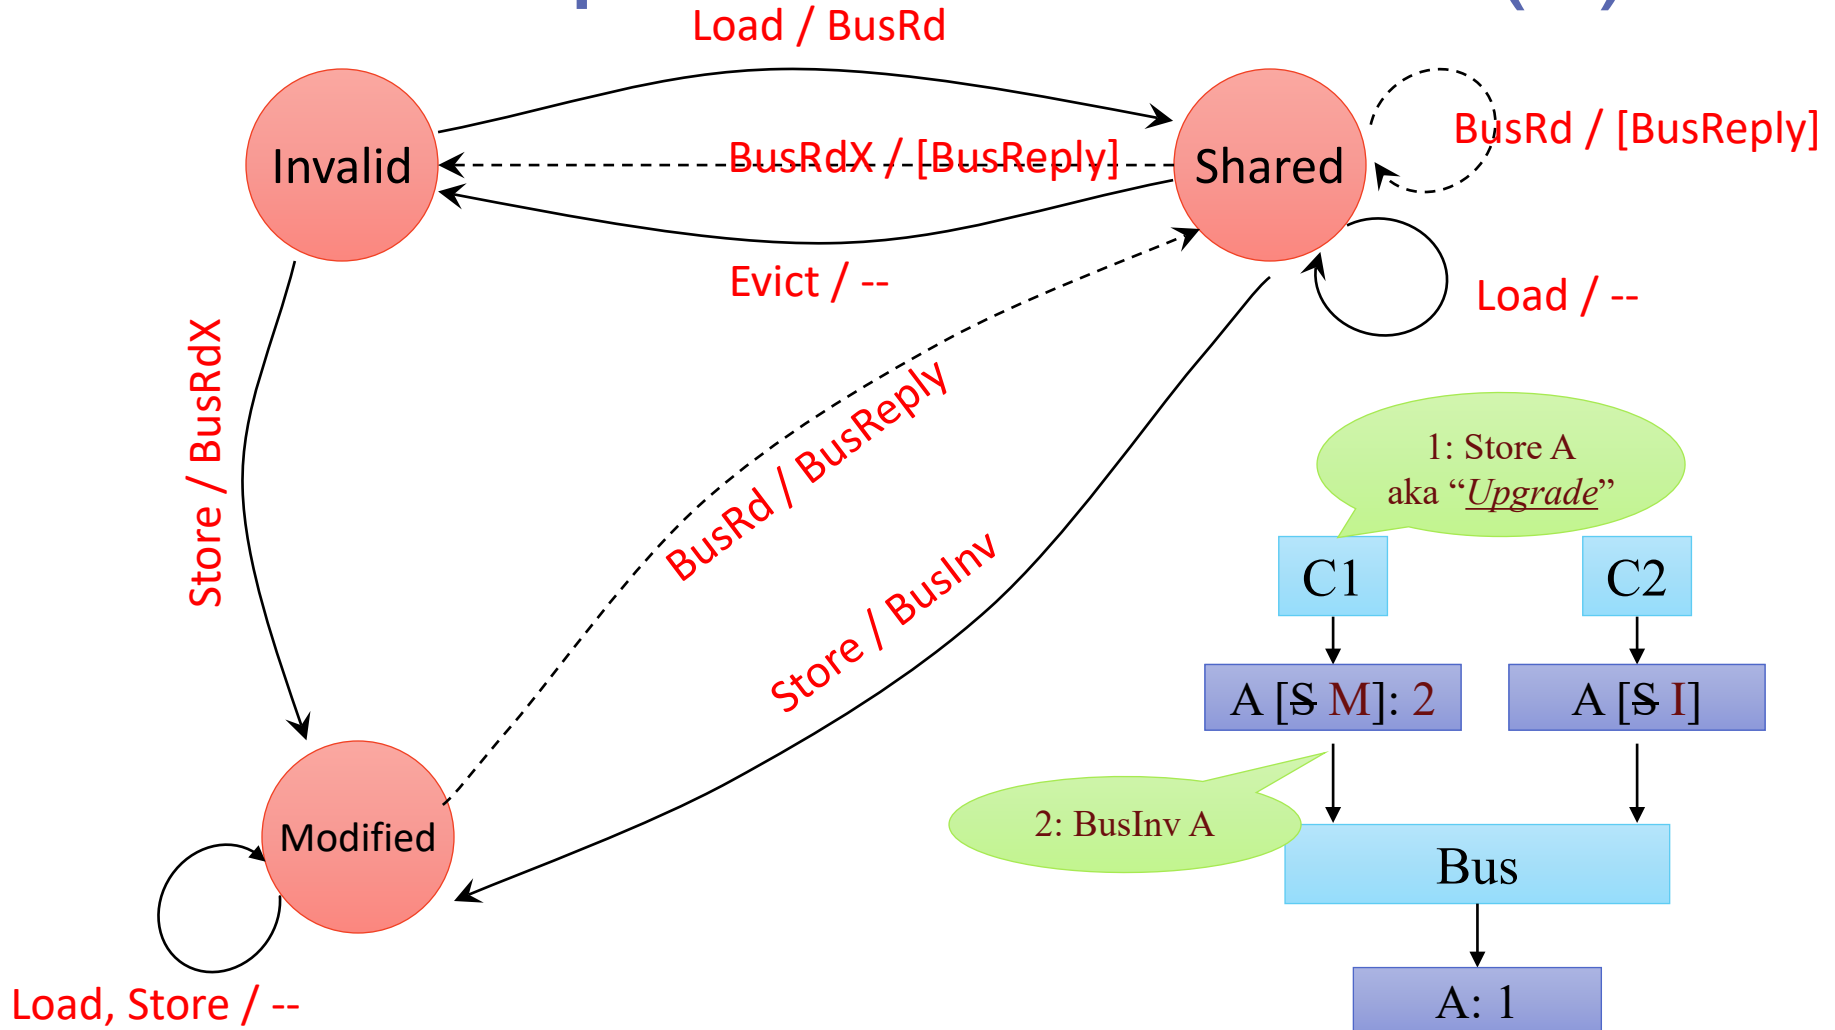 Load / BusRd
Invalid
BusRdX / [BusReply]
Shared
BusRd / [BusReply]
Evict / --
Load / --
Store / BusRdX
BusRd / BusReply
Store / BusInv
Modified
Load, Store / --
1: Store A
aka “Upgrade”
C1
C2
A [S M]: 2
A [S I]
2: BusInv A
Bus
A: 1